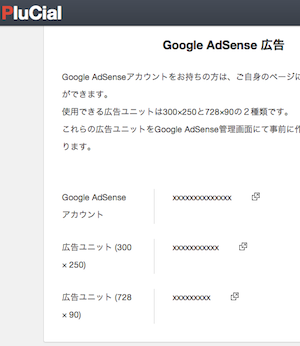 PluCial
Google AdSense 広告
Google AdSenseアカウントをお持ちの方は、ご自身のページに
ができます。
使用できる広告ユニットは300×250と728×90の２種類です。
これらの広告ユニットをGoogle AdSense管理画面にて事前に作
ります。
Google AdSense
アカウント
xxxxxxxxxxxxxx
広告ユニット (300
× 250)
xxxxxxxxxxx
広告ユニット (728
× 90)
xxxxxxxxx